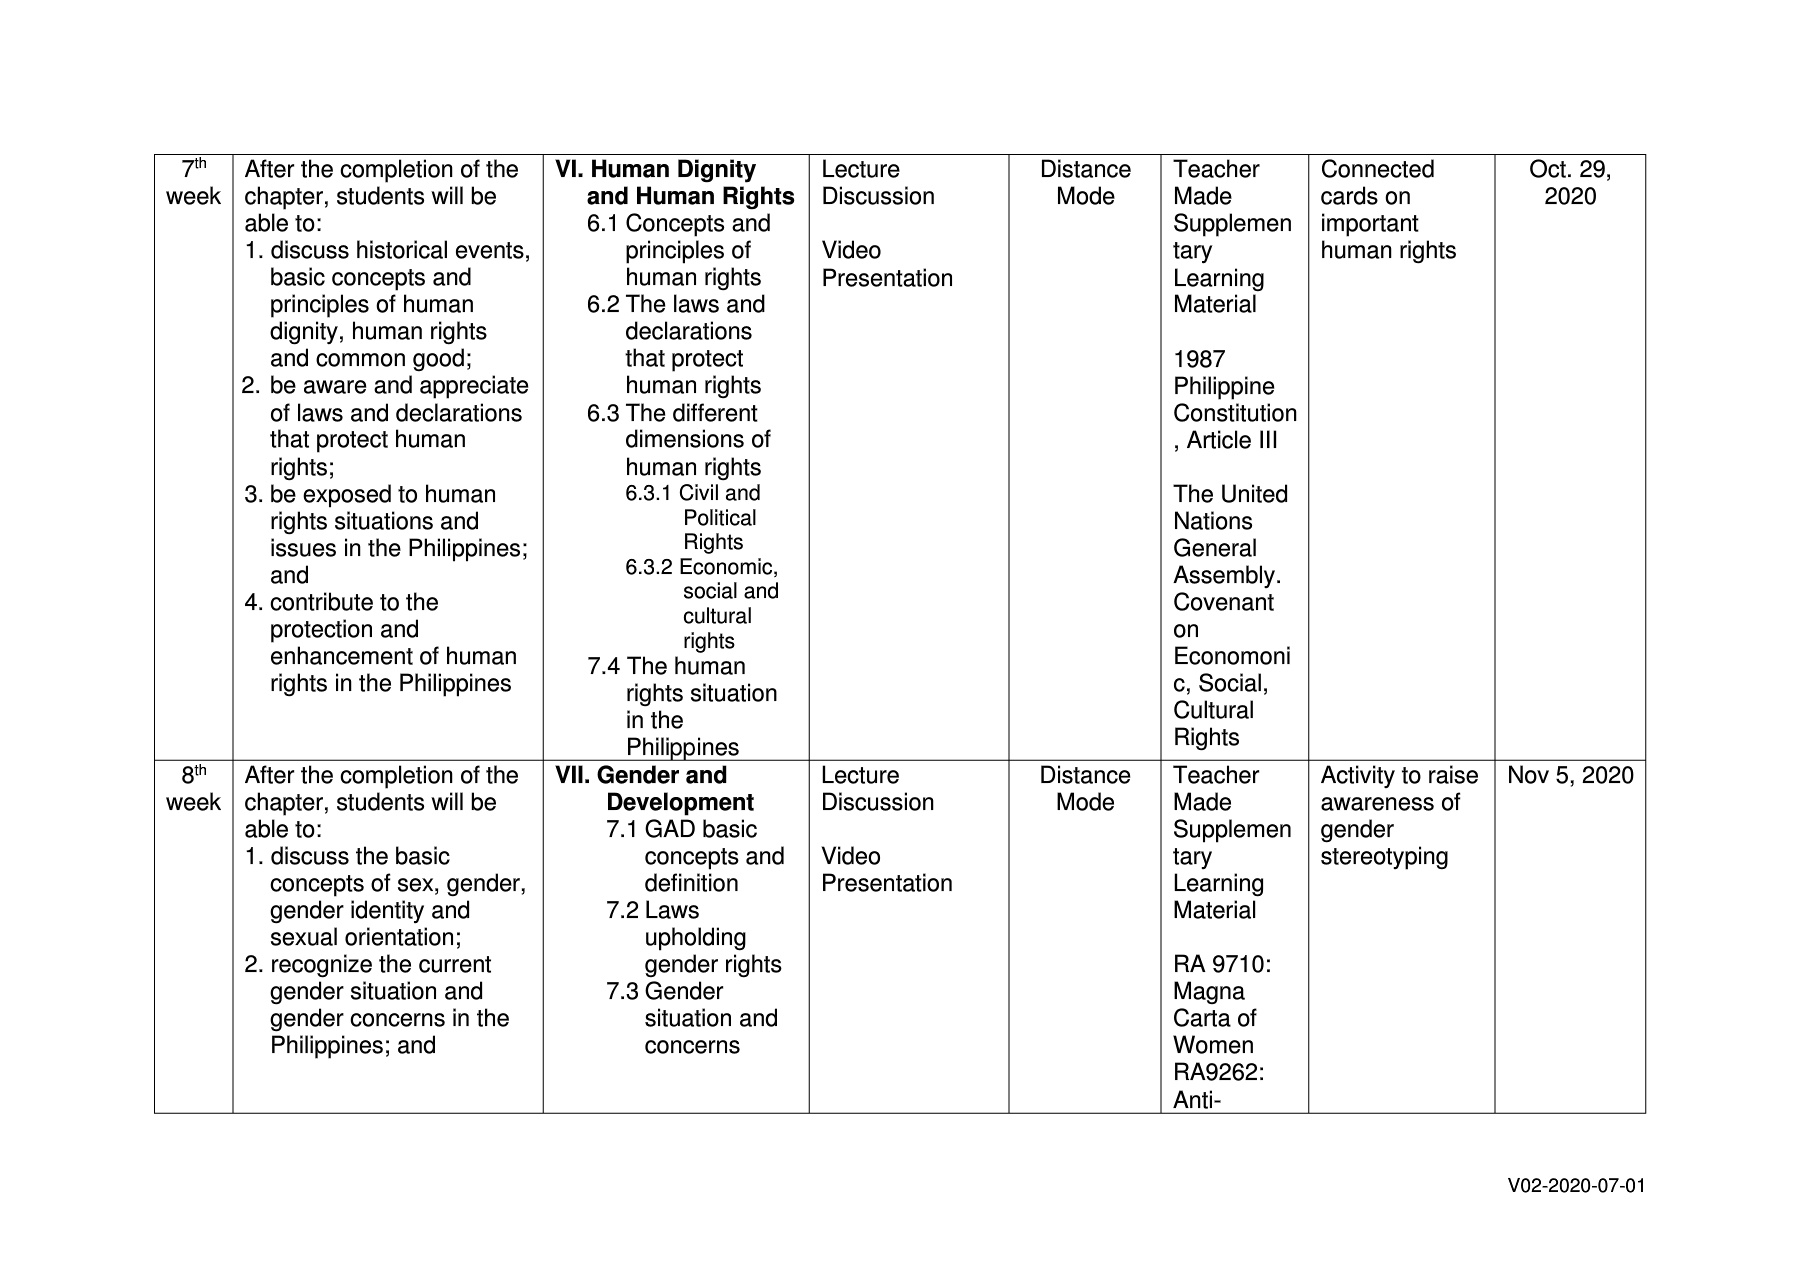 7th
week
After the completion of the
chapter, students will be
able to:
1. discuss historical events,
basic concepts and
principles of human
dignity, human rights
and common good;
2. be aware and appreciate
of laws and declarations
that protect human
rights;
3. be exposed to human
rights situations and
issues in the Philippines;
and
4. contribute to the
protection and
enhancement of human
rights in the Philippines
VI. Human Dignity
and Human Rights
6.1 Concepts and
principles of
human rights
6.2 The laws and
declarations
that protect
human rights
6.3 The different
dimensions of
human rights
6.3.1 Civil and
Political
Rights
6.3.2 Economic,
social and
cultural
rights
7.4 The human
rights situation
in the
Philippines
Lecture
Discussion
Video
Presentation
Distance
Mode
Teacher
Made
Supplemen
tary
Learning
Material
1987
Philippine
Constitution
, Article III
The United
Nations
General
Assembly.
Covenant
on
Economoni
c, Social,
Cultural
Rights
Connected
cards on
important
human rights
Oct. 29,
2020
8th
week
After the completion of the
chapter, students will be
able to:
1. discuss the basic
concepts of sex, gender,
gender identity and
sexual orientation;
2. recognize the current
gender situation and
gender concerns in the
Philippines; and
VII. Gender and
Development
7.1 GAD basic
concepts and
definition
7.2 Laws
upholding
gender rights
7.3 Gender
situation and
concerns
Lecture
Discussion
Video
Presentation
Distance
Mode
Teacher
Made
Supplemen
tary
Learning
Material
RA 9710:
Magna
Carta of
Women
RA9262:
Anti-
Activity to raise
awareness of
gender
stereotyping
Nov 5, 2020
V02-2020-07-01